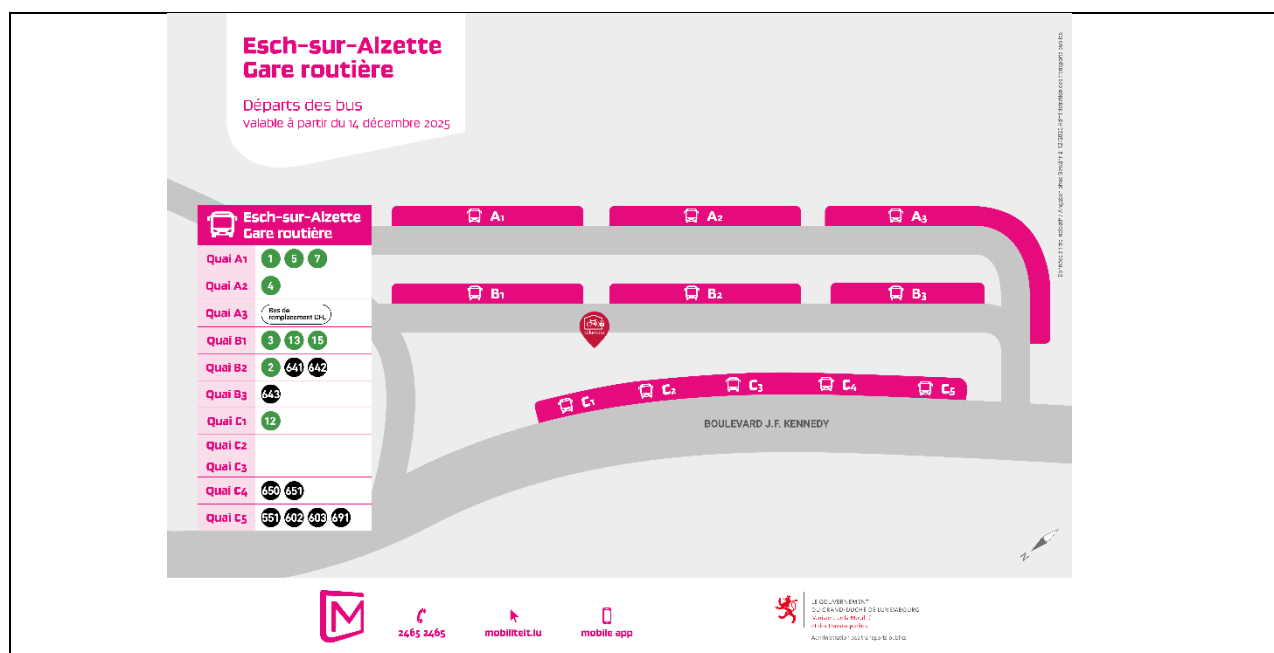 Esch-sur-Alzette
Gare routière
Départs des bus
valable à partir du 14 décembre 2025
Esch-sur-Alzette
Gare routière
Quai A1 1 5 7
Quai A2 4
Quai A3 Bus de remplacement CFL
Quai B1 3 13 15
Quai B2 2 641 642
Quai B3 643
Quai C1 12
Quai C2
Quai C3
Quai C4 650 651
Quai C5 551 602 603 691
A1 A2 A3
B1 B2 B3
C1 C2 C3 C4 C5
BOULEVARD J.F. KENNEDY
N
M
2465 2465
mobiliteit.lu
mobile app
LE GOUVERNEMENT
DU GRAND-DUCHÉ DE LUXEMBOURG
Administration des transports publics